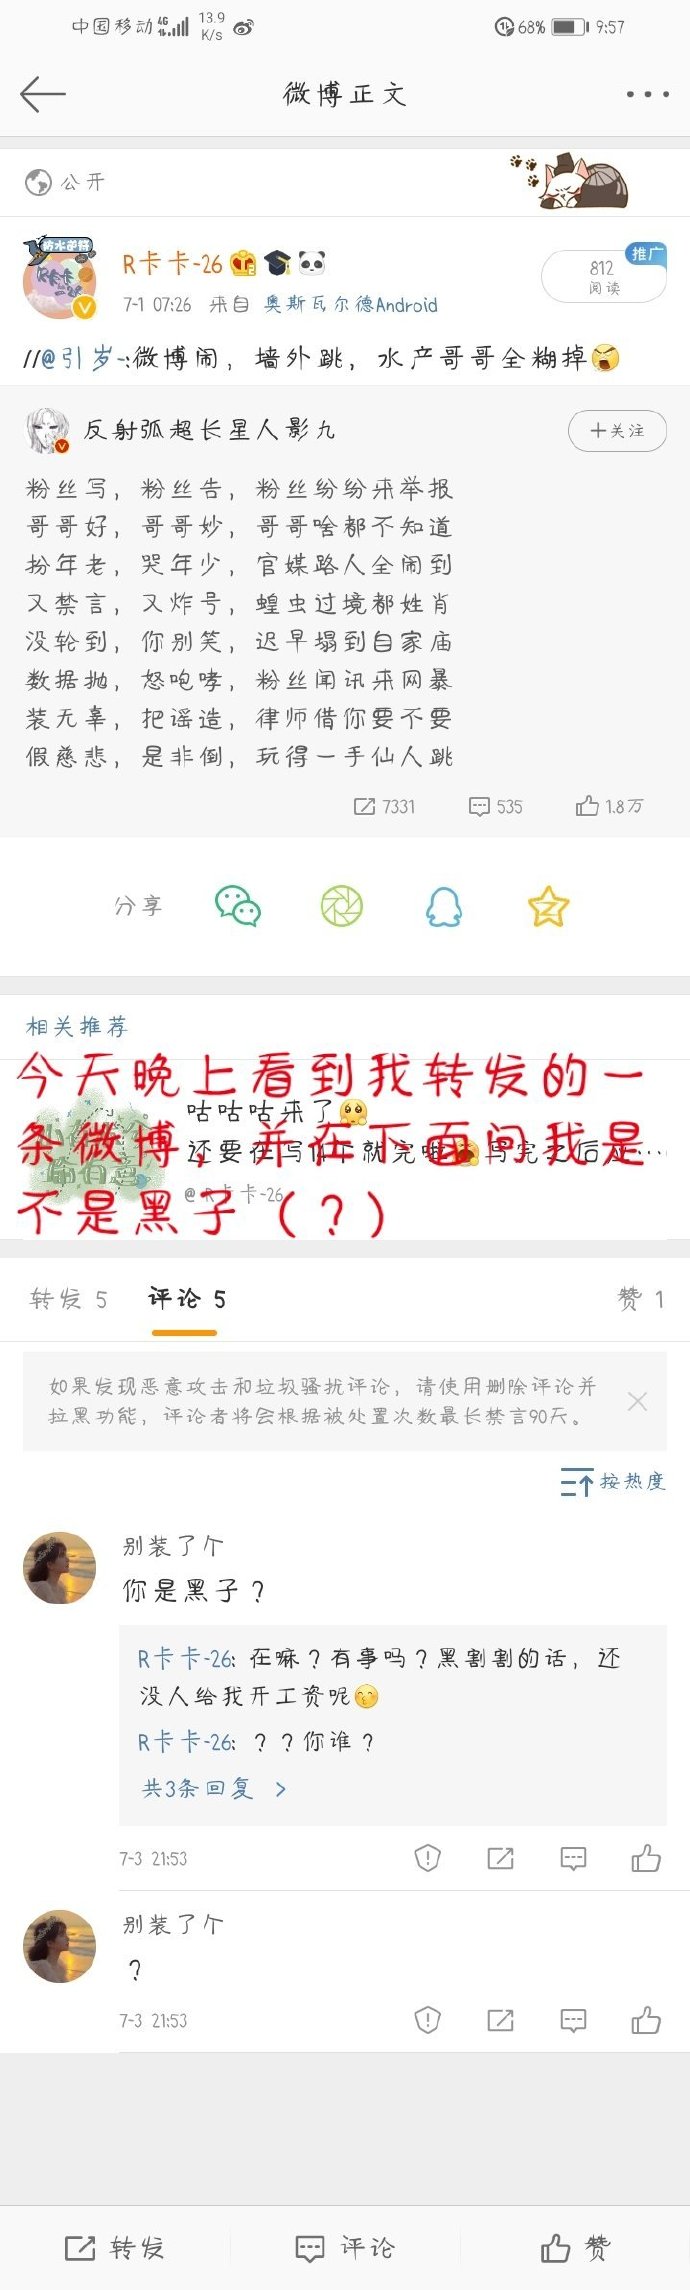 中国移动 4G 13.9 K/s 68% 9:57
微博正文
公开
R卡卡-26
推广
812
阅读
7-1 07:26 来自 奥斯瓦尔德Android
//@引岁-:微博闹，墙外跳，水产哥哥全糊掉
反射弧超长星人影九
＋关注
粉丝写，粉丝告，粉丝纷纷来举报
哥哥好，哥哥妙，哥哥啥都不知道
扮年老，哭年少，官媒路人全闹到
又禁言，又炸号，蝗虫过境都姓肖
没轮到，你别笑，迟早塌到自家庙
数据抛，怒咆哮，粉丝闻讯来网暴
装无辜，把谣造，律师借你要不要
假慈悲，是非倒，玩得一手仙人跳
7331 535 1.8万
分享
相关推荐
今天晚上看到我转发的一
条微博，并在下面问我是
不是黑子（？）
咕咕咕来了
@R卡卡-26
转发 5 评论 5 赞 1
如果发现恶意攻击和垃圾骚扰评论，请使用删除评论并
拉黑功能，评论者将会根据被处置次数最长禁言90天。
按热度
别装了个
你是黑子？
R卡卡-26: 在嘛？有事吗？黑割割的话，还
没人给我开工资呢
R卡卡-26: ？？你谁？
共3条回复 >
7-3 21:53
别装了个
？
7-3 21:53
转发 评论 赞